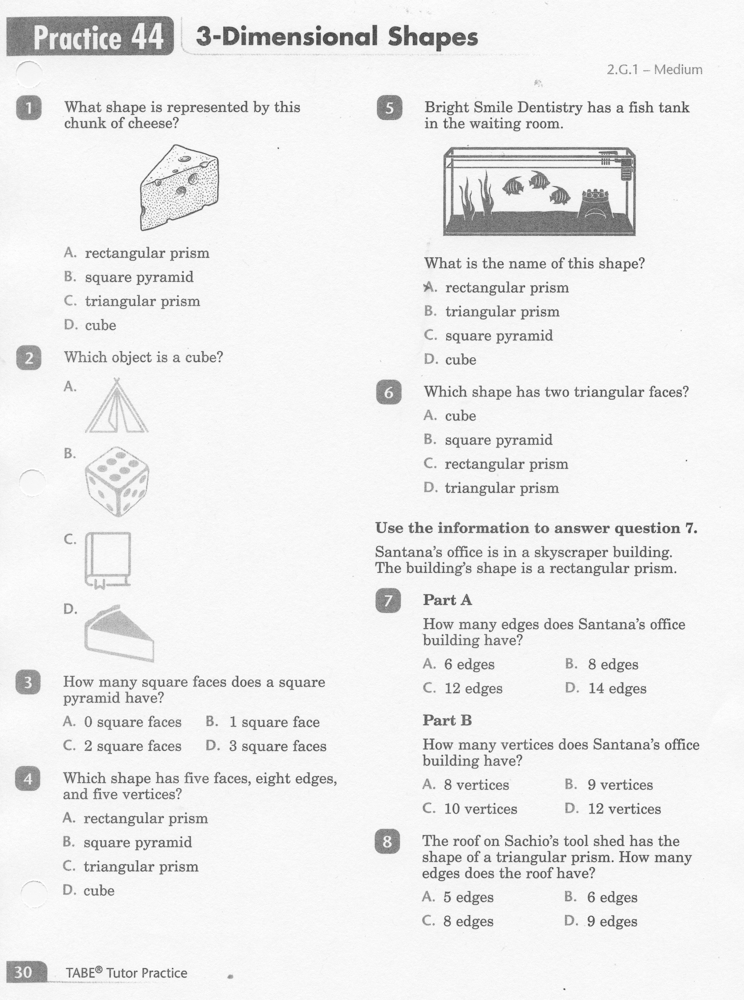 Practice 44
3-Dimensional Shapes
2.G.1 – Medium
1
What shape is represented by this
chunk of cheese?
A. rectangular prism
B. square pyramid
C. triangular prism
D. cube
2
Which object is a cube?
A.
B.
C.
D.
3
How many square faces does a square
pyramid have?
A. 0 square faces B. 1 square face
C. 2 square faces D. 3 square faces
4
Which shape has five faces, eight edges,
and five vertices?
A. rectangular prism
B. square pyramid
C. triangular prism
D. cube
5
Bright Smile Dentistry has a fish tank
in the waiting room.
What is the name of this shape?
A. rectangular prism
B. triangular prism
C. square pyramid
D. cube
6
Which shape has two triangular faces?
A. cube
B. square pyramid
C. rectangular prism
D. triangular prism
Use the information to answer question 7.
Santana’s office is in a skyscraper building.
The building’s shape is a rectangular prism.
7
Part A
How many edges does Santana’s office
building have?
A. 6 edges B. 8 edges
C. 12 edges D. 14 edges
Part B
How many vertices does Santana’s office
building have?
A. 8 vertices B. 9 vertices
C. 10 vertices D. 12 vertices
8
The roof on Sachio’s tool shed has the
shape of a triangular prism. How many
edges does the roof have?
A. 5 edges B. 6 edges
C. 8 edges D. 9 edges
30
TABE® Tutor Practice